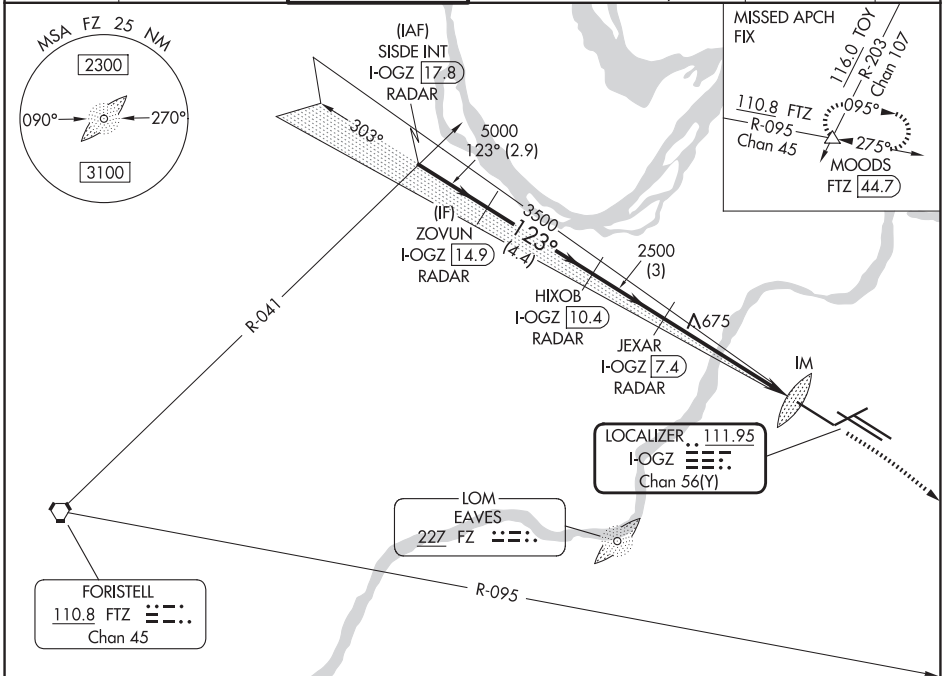 MSA FZ 25 NM
2300
090°
270°
3100
(IAF)
SISDE INT
I-OGZ 17.8
RADAR
303°
5000
123° (2.9)
MISSED APCH
FIX
116.0 TOY
R-203
Chan 107
110.8 FTZ
R-095
Chan 45
095°
275°
MOODS
FTZ 44.7
(IF)
ZOVUN
I-OGZ 14.9
RADAR
3500
123°
(4.4)
2500
(3)
HIXOB
I-OGZ 10.4
RADAR
675
JEXAR
I-OGZ 7.4
RADAR
IM
R-041
LOCALIZER 111.95
I-OGZ
Chan 56(Y)
LOM
EAVES
227 FZ
FORISTELL
110.8 FTZ
Chan 45
R-095